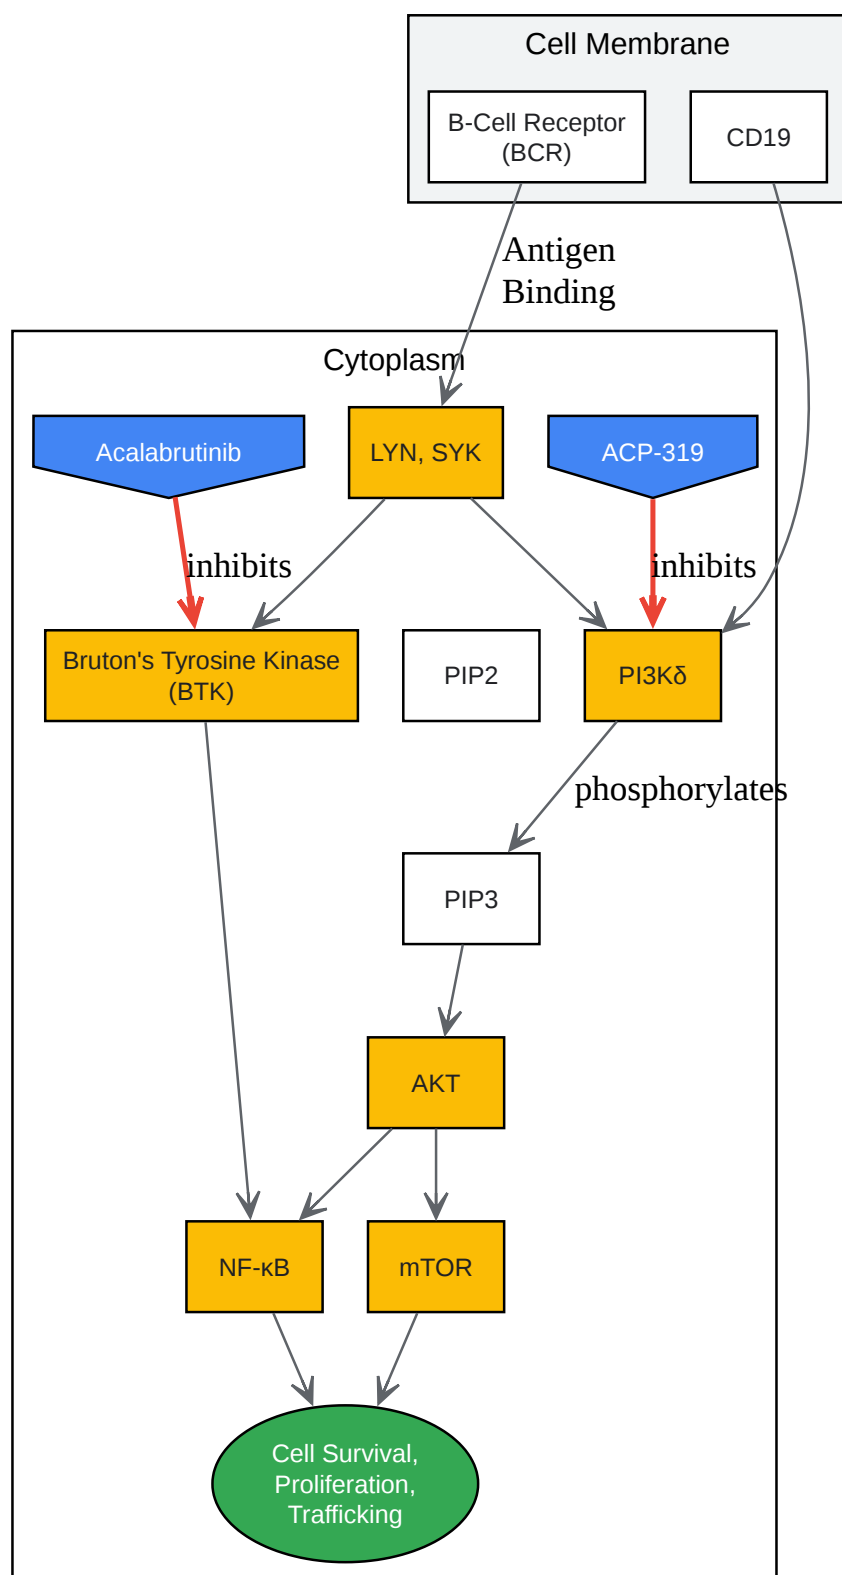 Cell Membrane
B-Cell Receptor
(BCR)
CD19
Antigen
Binding
Cytoplasm
Acalabrutinib
LYN, SYK
ACP-319
inhibits
inhibits
Bruton's Tyrosine Kinase
(BTK)
PIP2
PI3Kδ
phosphorylates
PIP3
AKT
NF-κB
mTOR
Cell Survival,
Proliferation,
Trafficking